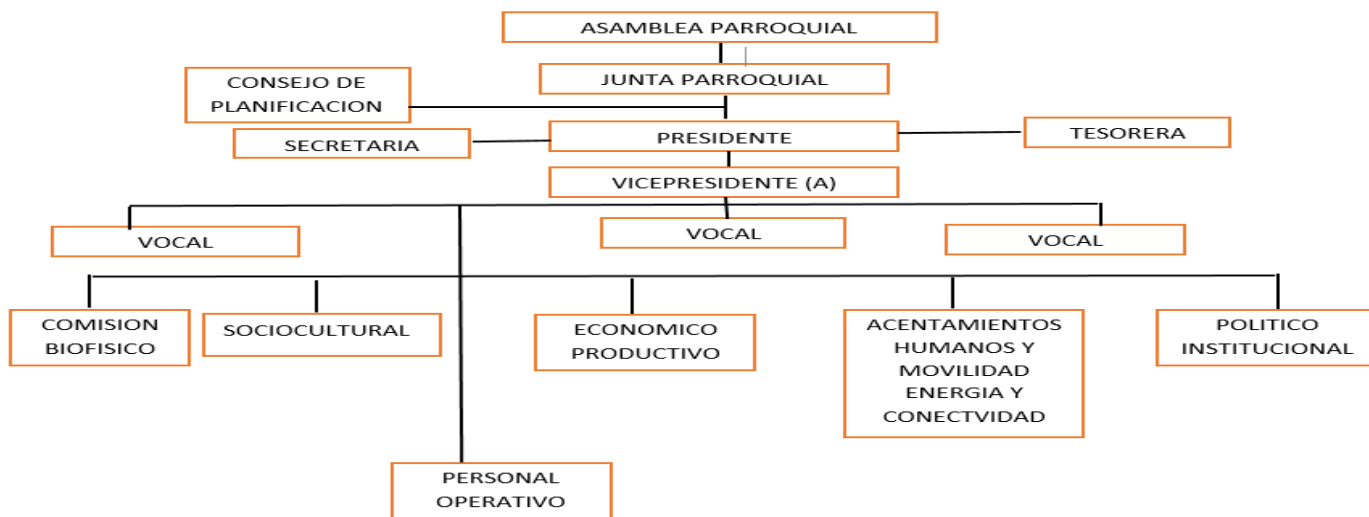 ASAMBLEA PARROQUIAL
JUNTA PARROQUIAL
CONSEJO DE
PLANIFICACION
SECRETARIA
PRESIDENTE
TESORERA
VICEPRESIDENTE (A)
VOCAL
VOCAL
VOCAL
COMISION
BIOFISICO
SOCIOCULTURAL
ECONOMICO
PRODUCTIVO
ACENTAMIENTOS
HUMANOS Y
MOVILIDAD
ENERGIA Y
CONECTVIDAD
POLITICO
INSTITUCIONAL
PERSONAL
OPERATIVO